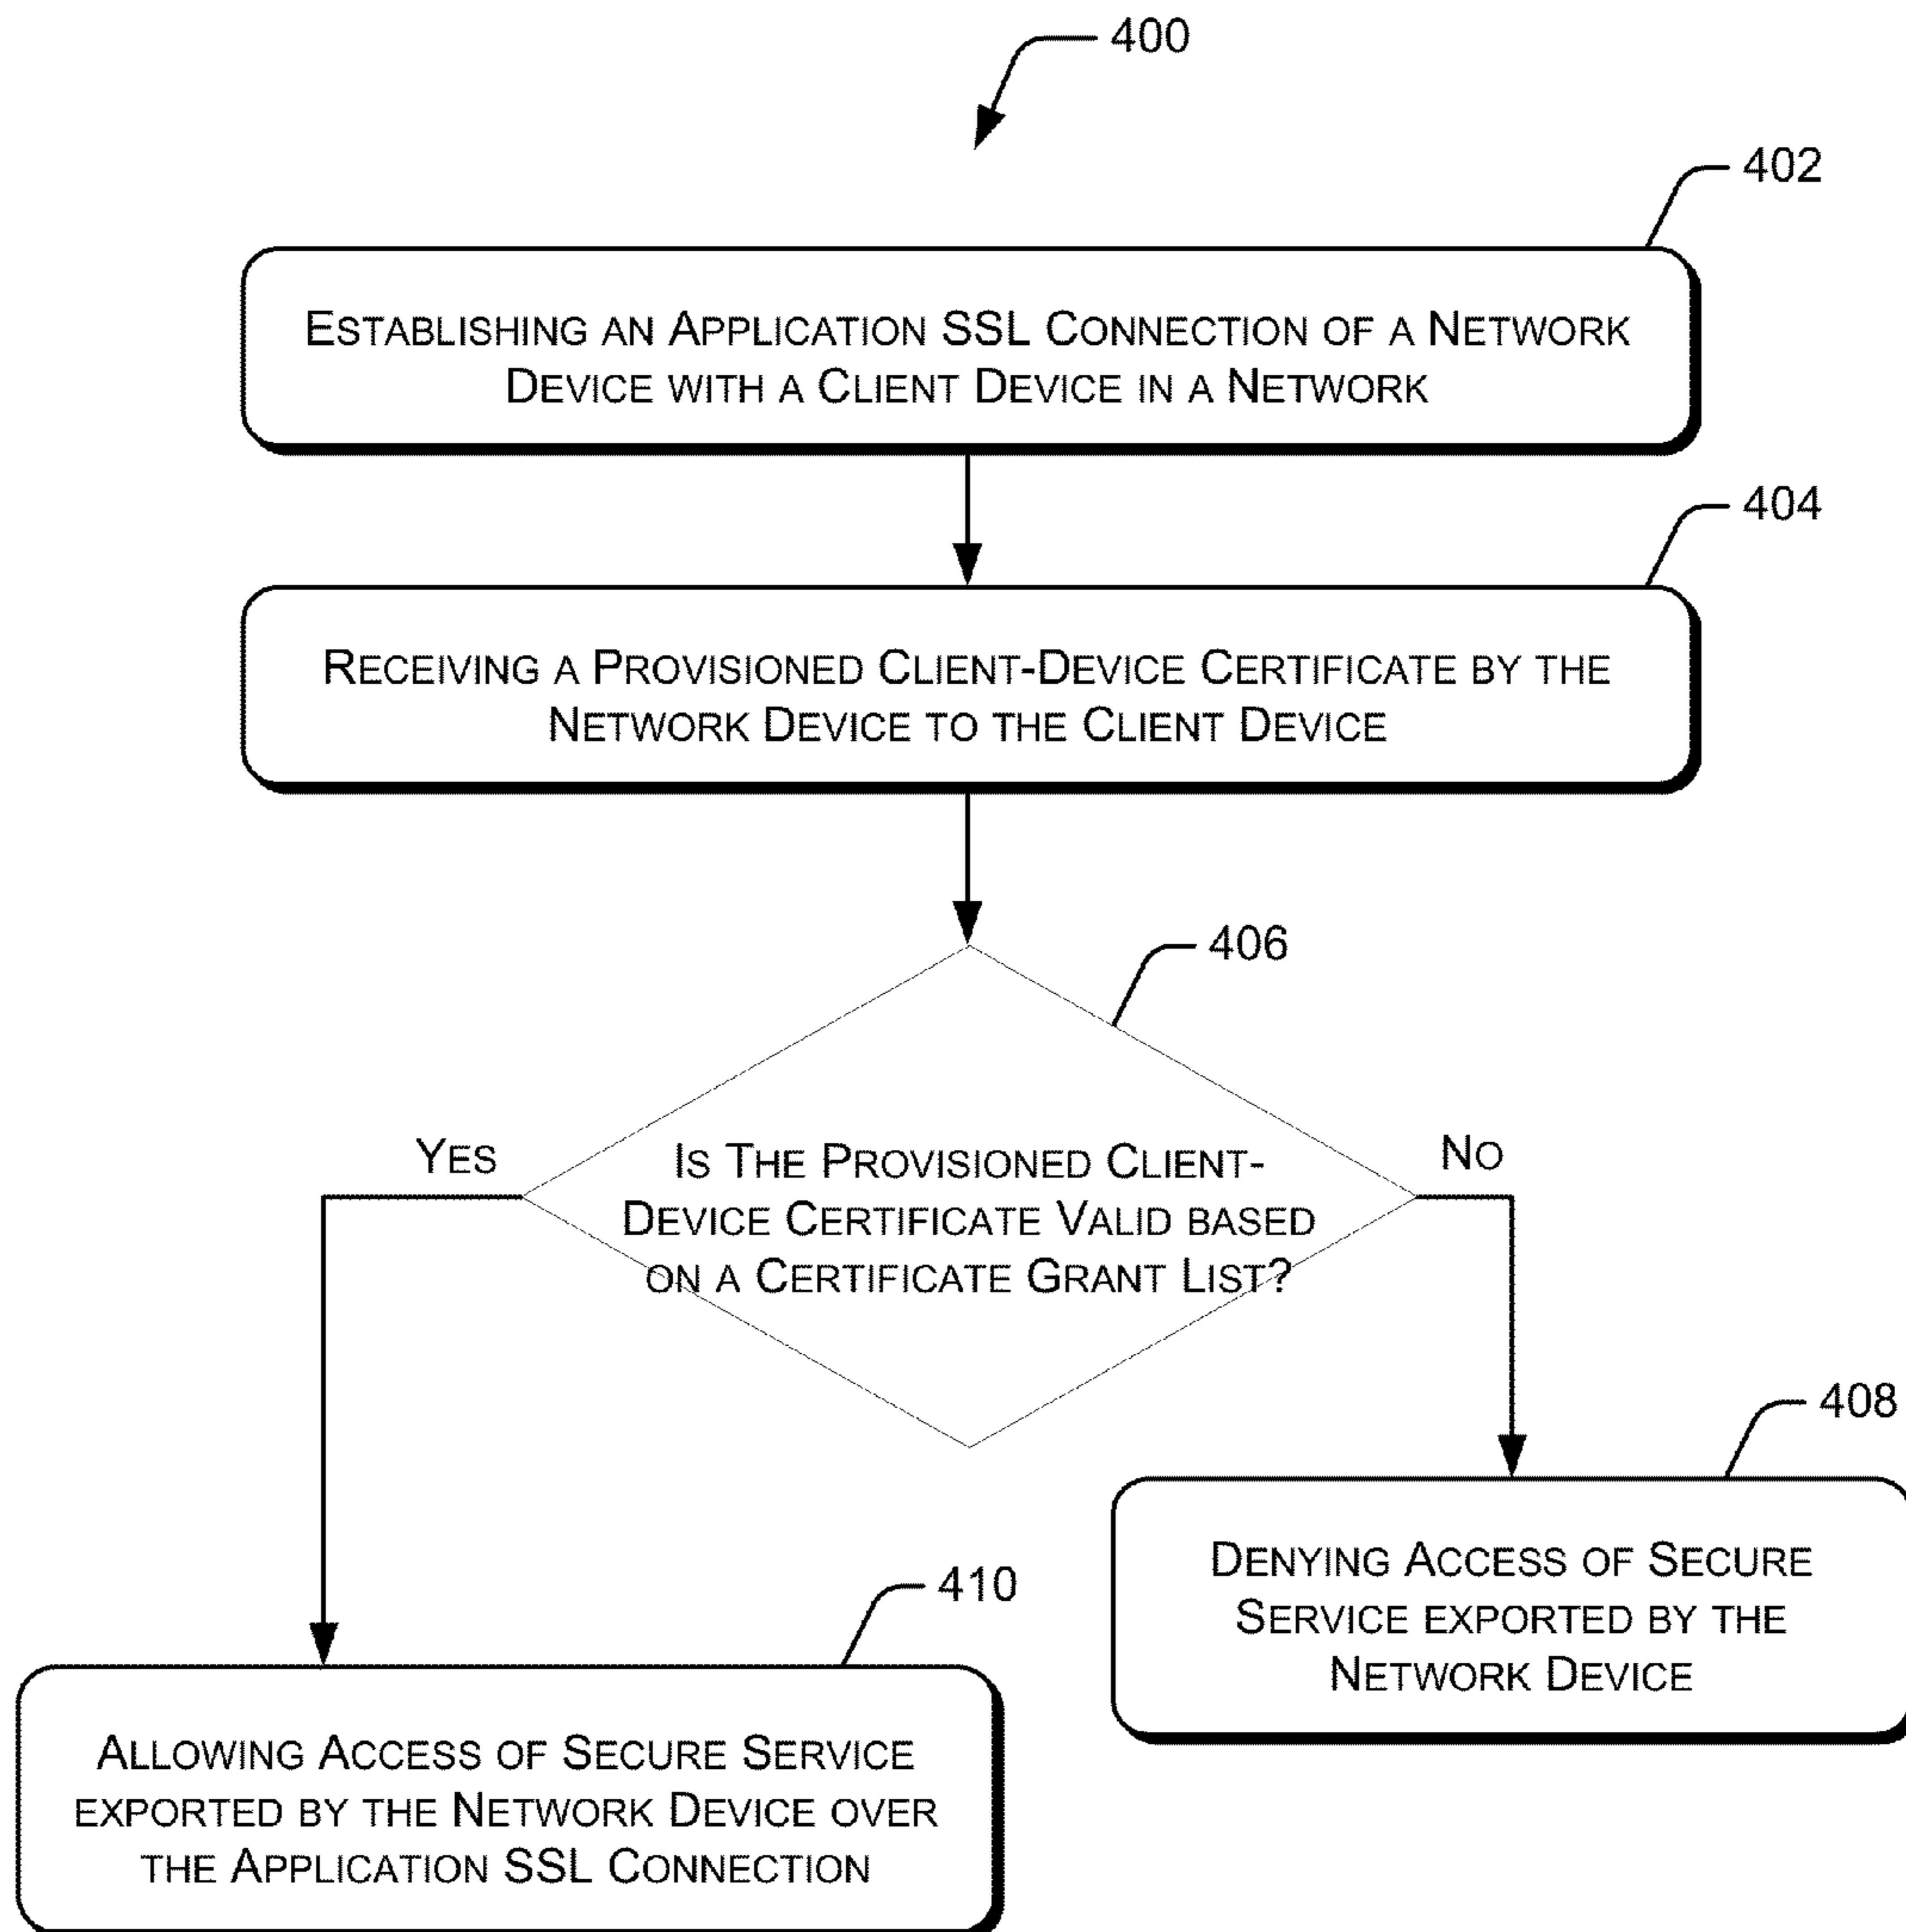 400
402
ESTABLISHING AN APPLICATION SSL CONNECTION OF A NETWORK
DEVICE WITH A CLIENT DEVICE IN A NETWORK
404
RECEIVING A PROVISIONED CLIENT-DEVICE CERTIFICATE BY THE
NETWORK DEVICE TO THE CLIENT DEVICE
406
YES
NO
IS THE PROVISIONED CLIENT-
DEVICE CERTIFICATE VALID BASED
ON A CERTIFICATE GRANT LIST?
408
DENYING ACCESS OF SECURE
SERVICE EXPORTED BY THE
NETWORK DEVICE
410
ALLOWING ACCESS OF SECURE SERVICE
EXPORTED BY THE NETWORK DEVICE OVER
THE APPLICATION SSL CONNECTION